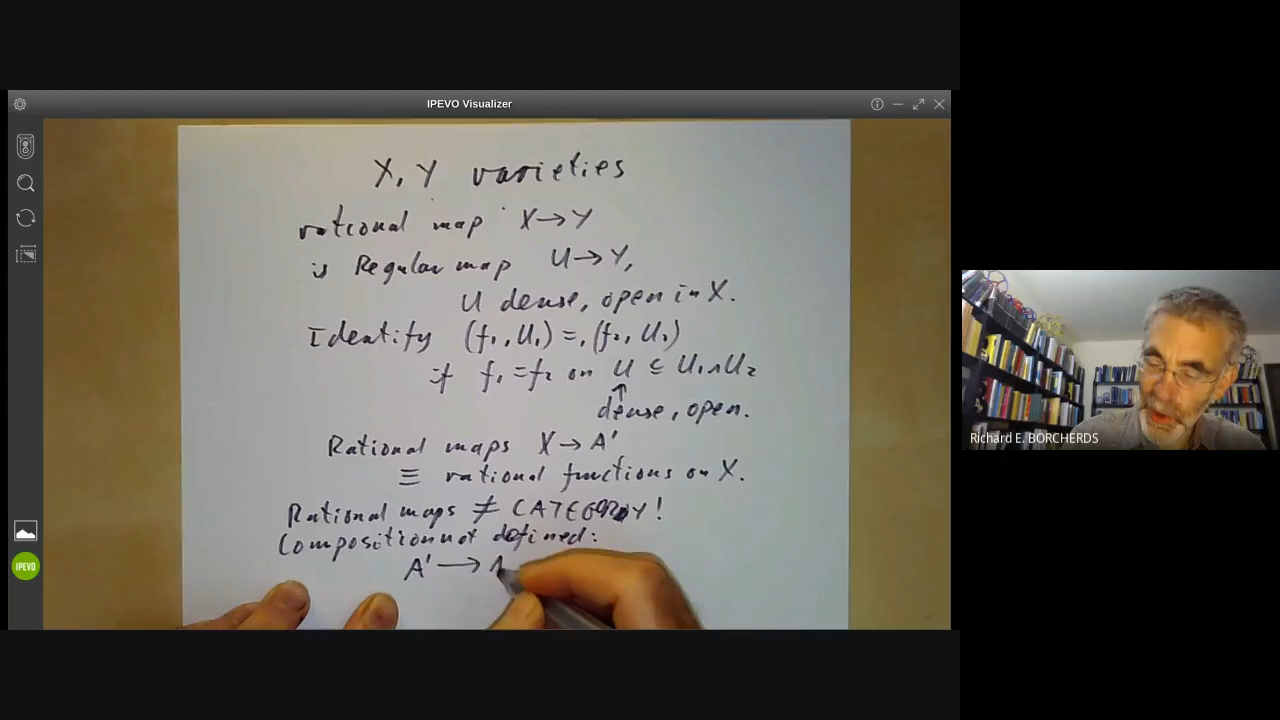 IPEVO Visualizer
X, Y varieties
rational map X→Y
is Regular map U→Y,
U dense, open in X.
Identify (f₁, U₁) =, (f₂, U₂)
if f₁ = f₂ on U ⊆ U₁∩U₂
↑
dense, open.
Rational maps X→A¹
≡ rational functions on X.
Rational maps ≠ CATEGORY!
Composition not defined:
A¹ ⟶
Richard E. BORCHERDS
IPEVO